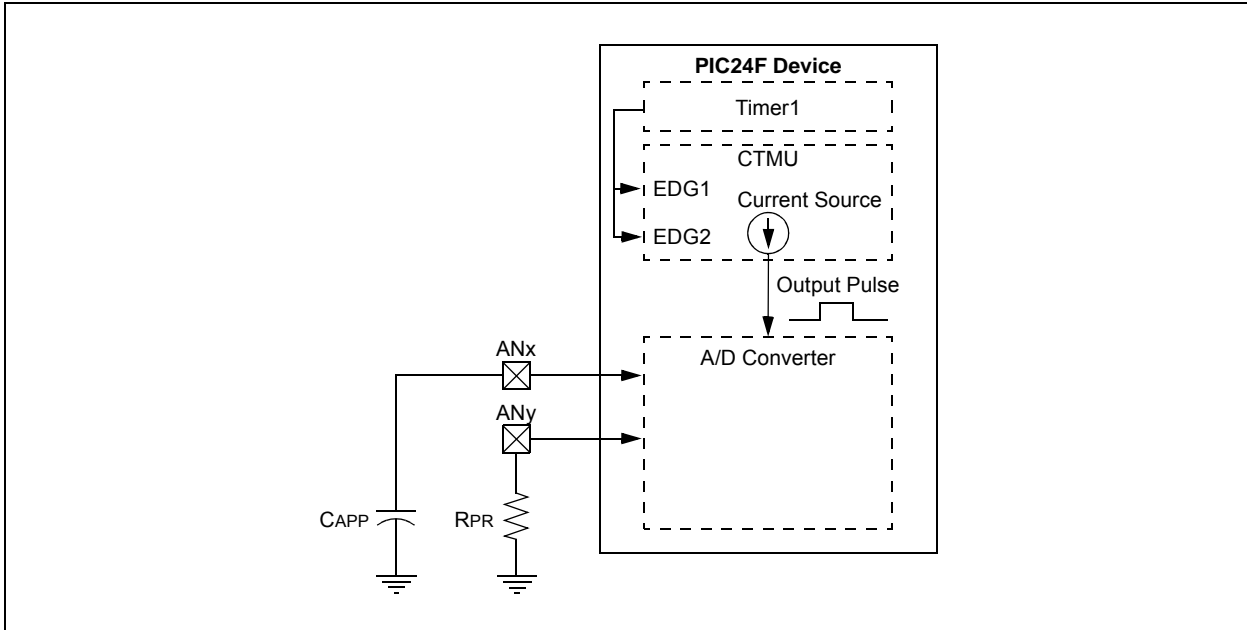 PIC24F Device
Timer1
CTMU
EDG1
Current Source
EDG2
Output Pulse
ANx
A/D Converter
ANy
CAPP
RPR